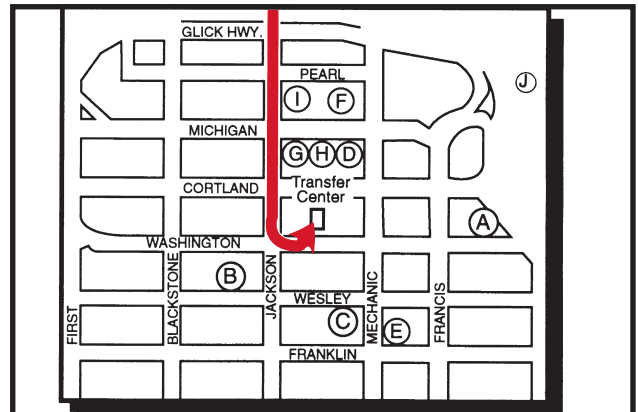 GLICK HWY.
PEARL
I F
J
MICHIGAN
G H D
Transfer
Center
CORTLAND
A
WASHINGTON
B
FIRST
BLACKSTONE
JACKSON
MECHANIC
FRANCIS
WESLEY
C
E
FRANKLIN